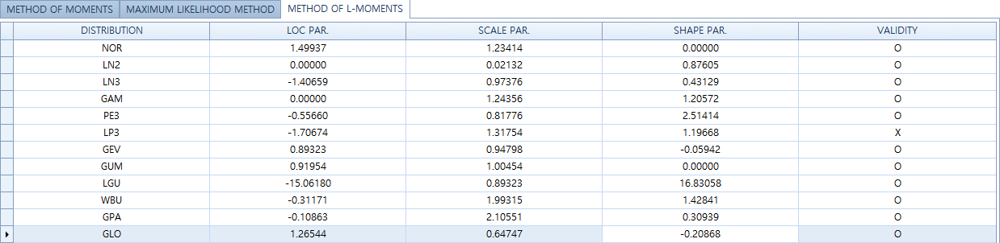 METHOD OF MOMENTS MAXIMUM LIKELIHOOD METHOD METHOD OF L-MOMENTS
DISTRIBUTION LOC PAR. SCALE PAR. SHAPE PAR. VALIDITY
NOR 1.49937 1.23414 0.00000 O
LN2 0.00000 0.02132 0.87605 O
LN3 -1.40659 0.97376 0.43129 O
GAM 0.00000 1.24356 1.20572 O
PE3 -0.55660 0.81776 2.51414 O
LP3 -1.70674 1.31754 1.19668 X
GEV 0.89323 0.94798 -0.05942 O
GUM 0.91954 1.00454 0.00000 O
LGU -15.06180 0.89323 16.83058 O
WBU -0.31171 1.99315 1.42841 O
GPA -0.10863 2.10551 0.30939 O
GLO 1.26544 0.64747 -0.20868 O